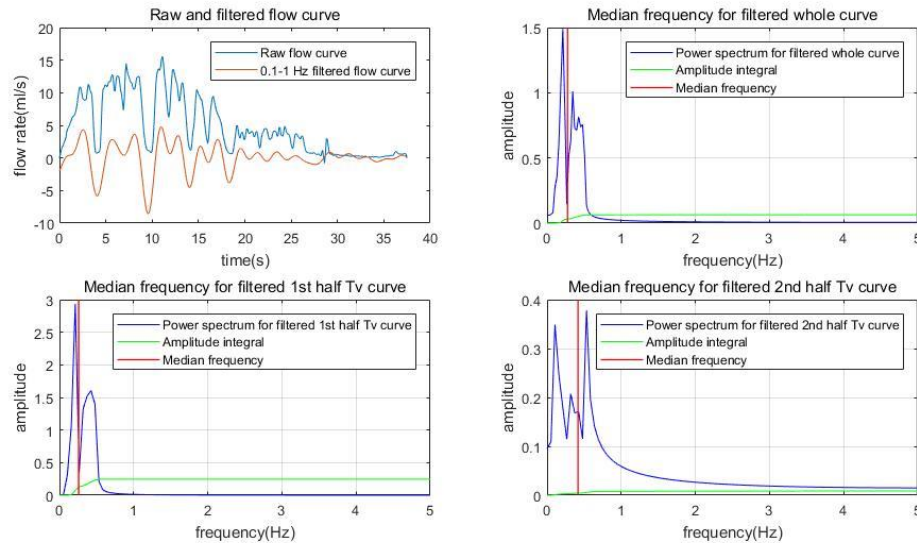 Raw and filtered flow curve
20
15
10
5
0
-5
-10
flow rate(ml/s)
Raw flow curve
0.1-1 Hz filtered flow curve
0 5 10 15 20 25 30 35 40
time(s)
Median frequency for filtered whole curve
1.5
1
0.5
0
amplitude
Power spectrum for filtered whole curve
Amplitude integral
Median frequency
0 1 2 3 4 5
frequency(Hz)
Median frequency for filtered 1st half Tv curve
3
2.5
2
1.5
1
0.5
0
amplitude
Power spectrum for filtered 1st half Tv curve
Amplitude integral
Median frequency
0 1 2 3 4 5
frequency(Hz)
Median frequency for filtered 2nd half Tv curve
0.4
0.3
0.2
0.1
0
amplitude
Power spectrum for filtered 2nd half Tv curve
Amplitude integral
Median frequency
0 1 2 3 4 5
frequency(Hz)